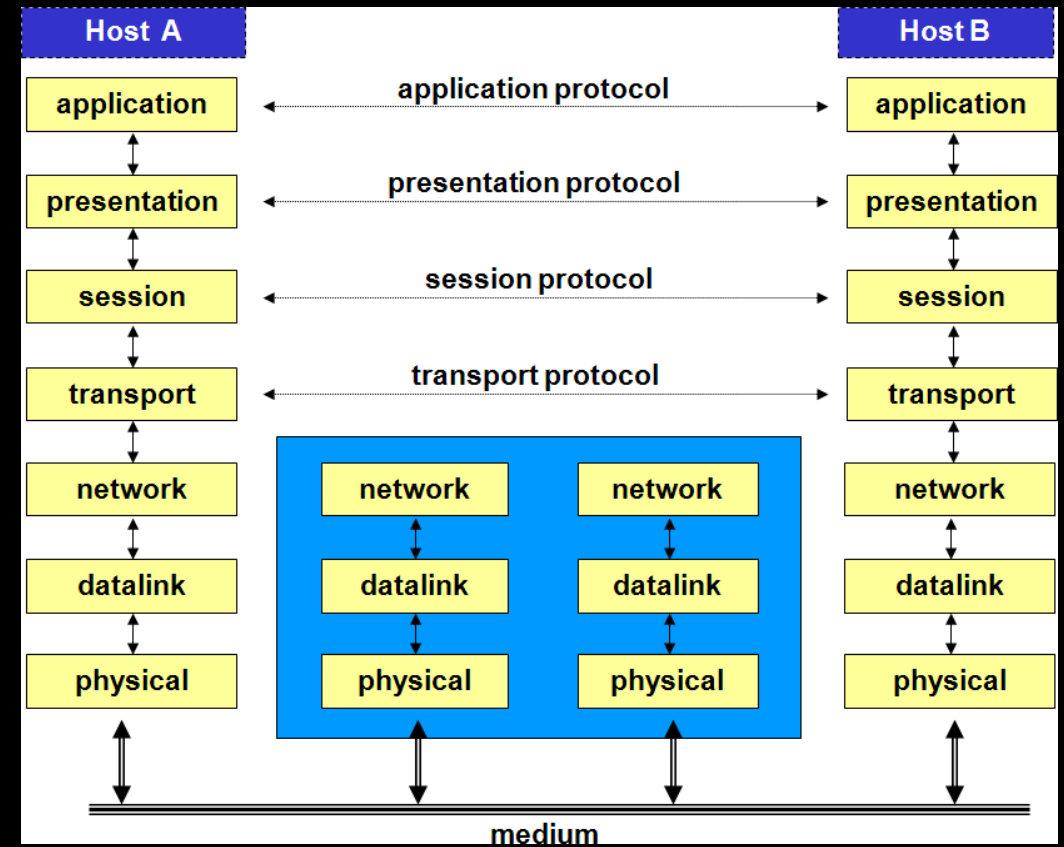 Host A
Host B
application
application protocol
application
presentation
presentation protocol
presentation
session
session protocol
session
transport
transport protocol
transport
network
network
network
network
datalink
datalink
datalink
datalink
physical
physical
physical
physical
medium